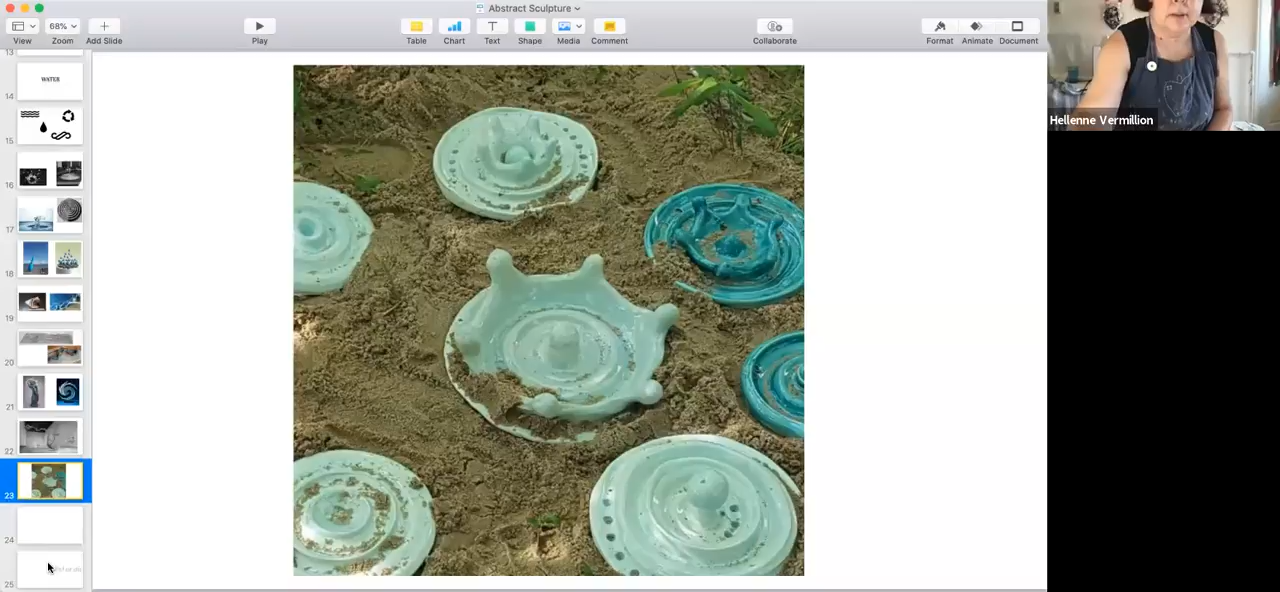 Abstract Sculpture
68%
View
Zoom
Add Slide
Play
Table
Chart
Text
Shape
Media
Comment
Collaborate
Format
Animate
Document
Hellenne Vermillion
13
WATER
14
15
16
17
18
19
20
21
22
23
24
25